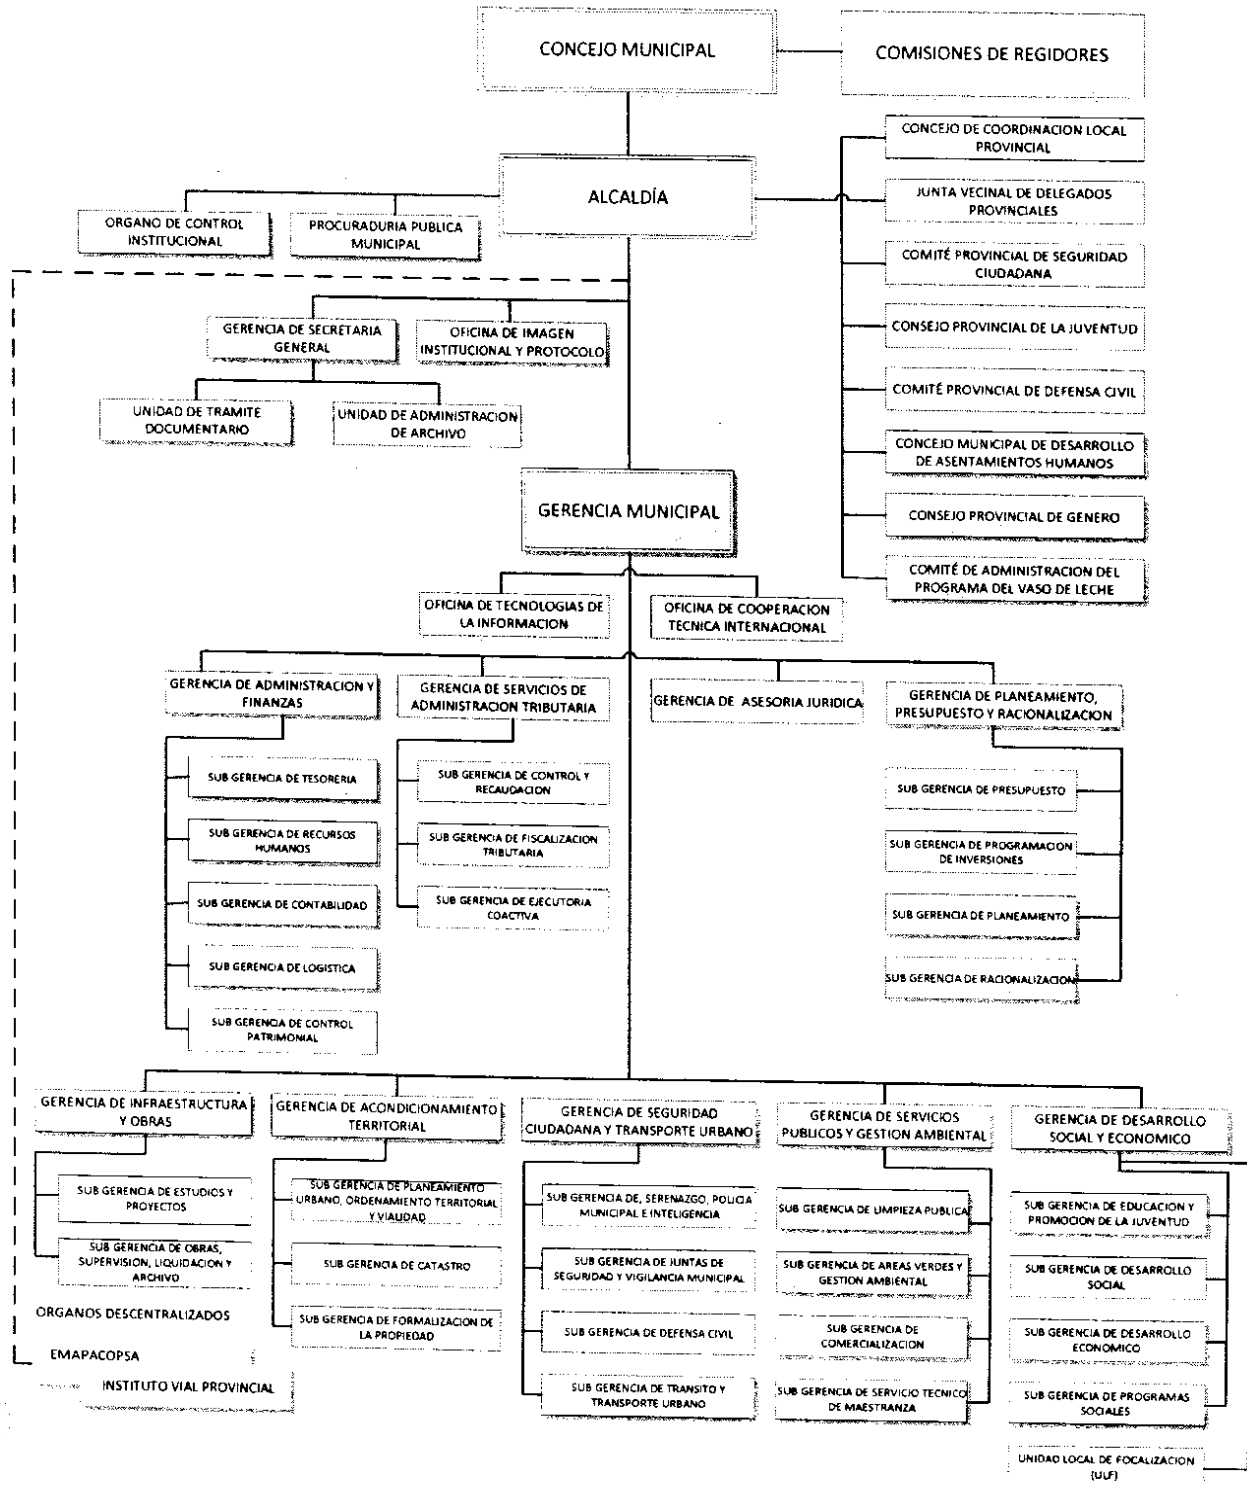 CONCEJO MUNICIPAL
COMISIONES DE REGIDORES
CONCEJO DE COORDINACION LOCAL
PROVINCIAL
ALCALDÍA
JUNTA VECINAL DE DELEGADOS
PROVINCIALES
ORGANO DE CONTROL
INSTITUCIONAL
PROCURADURIA PUBLICA
MUNICIPAL
COMITÉ PROVINCIAL DE SEGURIDAD
CIUDADANA
GERENCIA DE SECRETARIA
GENERAL
OFICINA DE IMAGEN
INSTITUCIONAL Y PROTOCOLO
CONSEJO PROVINCIAL DE LA JUVENTUD
COMITÉ PROVINCIAL DE DEFENSA CIVIL
UNIDAD DE TRAMITE
DOCUMENTARIO
UNIDAD DE ADMINISTRACION
DE ARCHIVO
CONCEJO MUNICIPAL DE DESARROLLO
DE ASENTAMIENTOS HUMANOS
GERENCIA MUNICIPAL
CONSEJO PROVINCIAL DE GENERO
COMITÉ DE ADMINISTRACION DEL
PROGRAMA DEL VASO DE LECHE
OFICINA DE TECNOLOGIAS DE
LA INFORMACION
OFICINA DE COOPERACION
TECNICA INTERNACIONAL
GERENCIA DE ADMINISTRACION Y
FINANZAS
GERENCIA DE SERVICIOS DE
ADMINISTRACION TRIBUTARIA
GERENCIA DE ASESORIA JURIDICA
GERENCIA DE PLANEAMIENTO,
PRESUPUESTO Y RACIONALIZACION
SUB GERENCIA DE TESORERIA
SUB GERENCIA DE RECURSOS
HUMANOS
SUB GERENCIA DE CONTABILIDAD
SUB GERENCIA DE LOGISTICA
SUB GERENCIA DE CONTROL
PATRIMONIAL
SUB GERENCIA DE CONTROL Y
RECAUDACION
SUB GERENCIA DE FISCALIZACION
TRIBUTARIA
SUB GERENCIA DE EJECUTORIA
COACTIVA
SUB GERENCIA DE PRESUPUESTO
SUB GERENCIA DE PROGRAMACION
DE INVERSIONES
SUB GERENCIA DE PLANEAMIENTO
SUB GERENCIA DE RACIONALIZACION
GERENCIA DE INFRAESTRUCTURA
Y OBRAS
GERENCIA DE ACONDICIONAMIENTO
TERRITORIAL
GERENCIA DE SEGURIDAD
CIUDADANA Y TRANSPORTE URBANO
GERENCIA DE SERVICIOS
PUBLICOS Y GESTION AMBIENTAL
GERENCIA DE DESARROLLO
SOCIAL Y ECONOMICO
SUB GERENCIA DE ESTUDIOS Y
PROYECTOS
SUB GERENCIA DE OBRAS,
SUPERVISION, LIQUIDACION Y
ARCHIVO
SUB GERENCIA DE PLANEAMIENTO
URBANO, ORDENAMIENTO TERRITORIAL
Y VIALIDAD
SUB GERENCIA DE CATASTRO
SUB GERENCIA DE FORMALIZACION DE
LA PROPIEDAD
SUB GERENCIA DE, SERENAZGO, POLICIA
MUNICIPAL E INTELIGENCIA
SUB GERENCIA DE JUNTAS DE
SEGURIDAD Y VIGILANCIA MUNICIPAL
SUB GERENCIA DE DEFENSA CIVIL
SUB GERENCIA DE TRANSITO Y
TRANSPORTE URBANO
SUB GERENCIA DE LIMPIEZA PUBLICA
SUB GERENCIA DE AREAS VERDES Y
GESTION AMBIENTAL
SUB GERENCIA DE
COMERCIALIZACION
SUB GERENCIA DE SERVICIO TECNICO
DE MAESTRANZA
SUB GERENCIA DE EDUCACION Y
PROMOCION DE LA JUVENTUD
SUB GERENCIA DE DESARROLLO
SOCIAL
SUB GERENCIA DE DESARROLLO
ECONOMICO
SUB GERENCIA DE PROGRAMAS
SOCIALES
UNIDAD LOCAL DE FOCALIZACION
(ULF)
ORGANOS DESCENTRALIZADOS
EMAPACOPSA
INSTITUTO VIAL PROVINCIAL